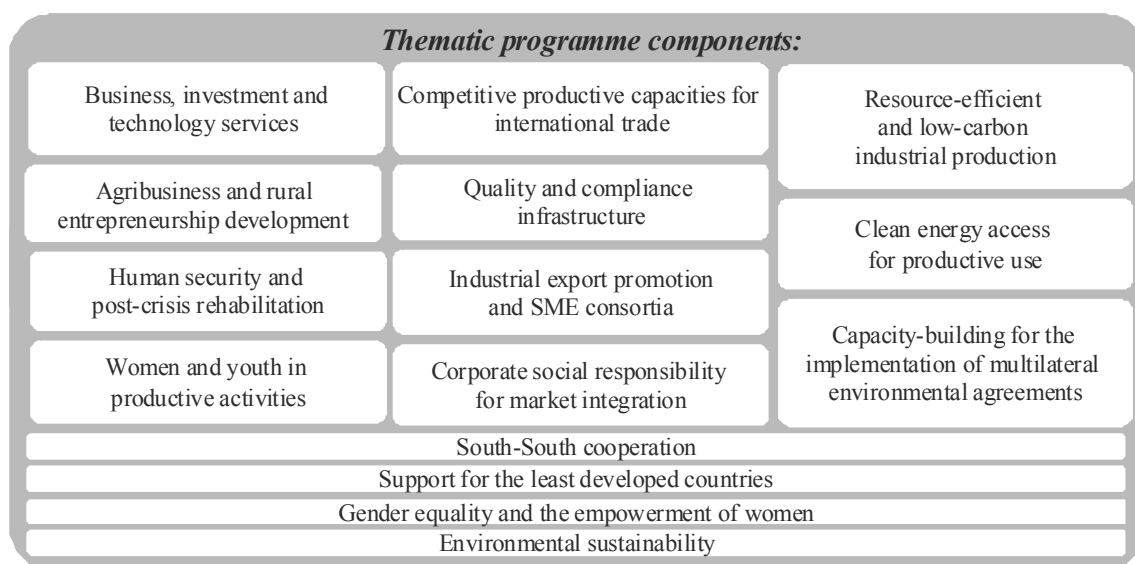 Thematic programme components:
Business, investment and
technology services
Agribusiness and rural
entrepreneurship development
Human security and
post-crisis rehabilitation
Women and youth in
productive activities
Competitive productive capacities for
international trade
Quality and compliance
infrastructure
Industrial export promotion
and SME consortia
Corporate social responsibility
for market integration
Resource-efficient
and low-carbon
industrial production
Clean energy access
for productive use
Capacity-building for the
implementation of multilateral
environmental agreements
South-South cooperation
Support for the least developed countries
Gender equality and the empowerment of women
Environmental sustainability